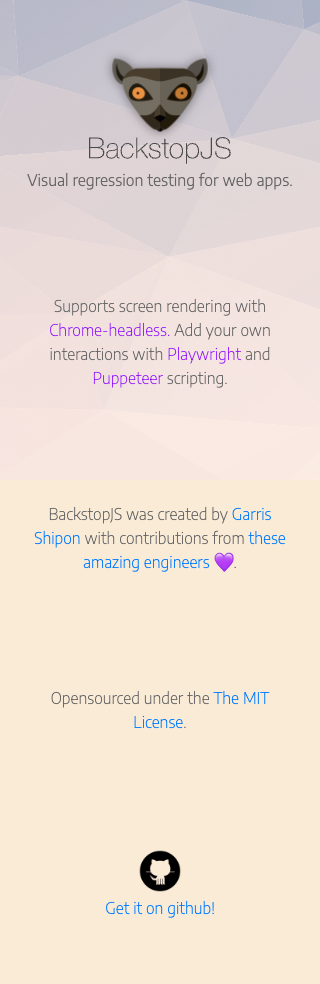 BackstopJS
Visual regression testing for web apps.
Supports screen rendering with
Chrome-headless. Add your own
interactions with Playwright and
Puppeteer scripting.
BackstopJS was created by Garris
Shipon with contributions from these
amazing engineers 💜.
Opensourced under the The MIT
License.
Get it on github!